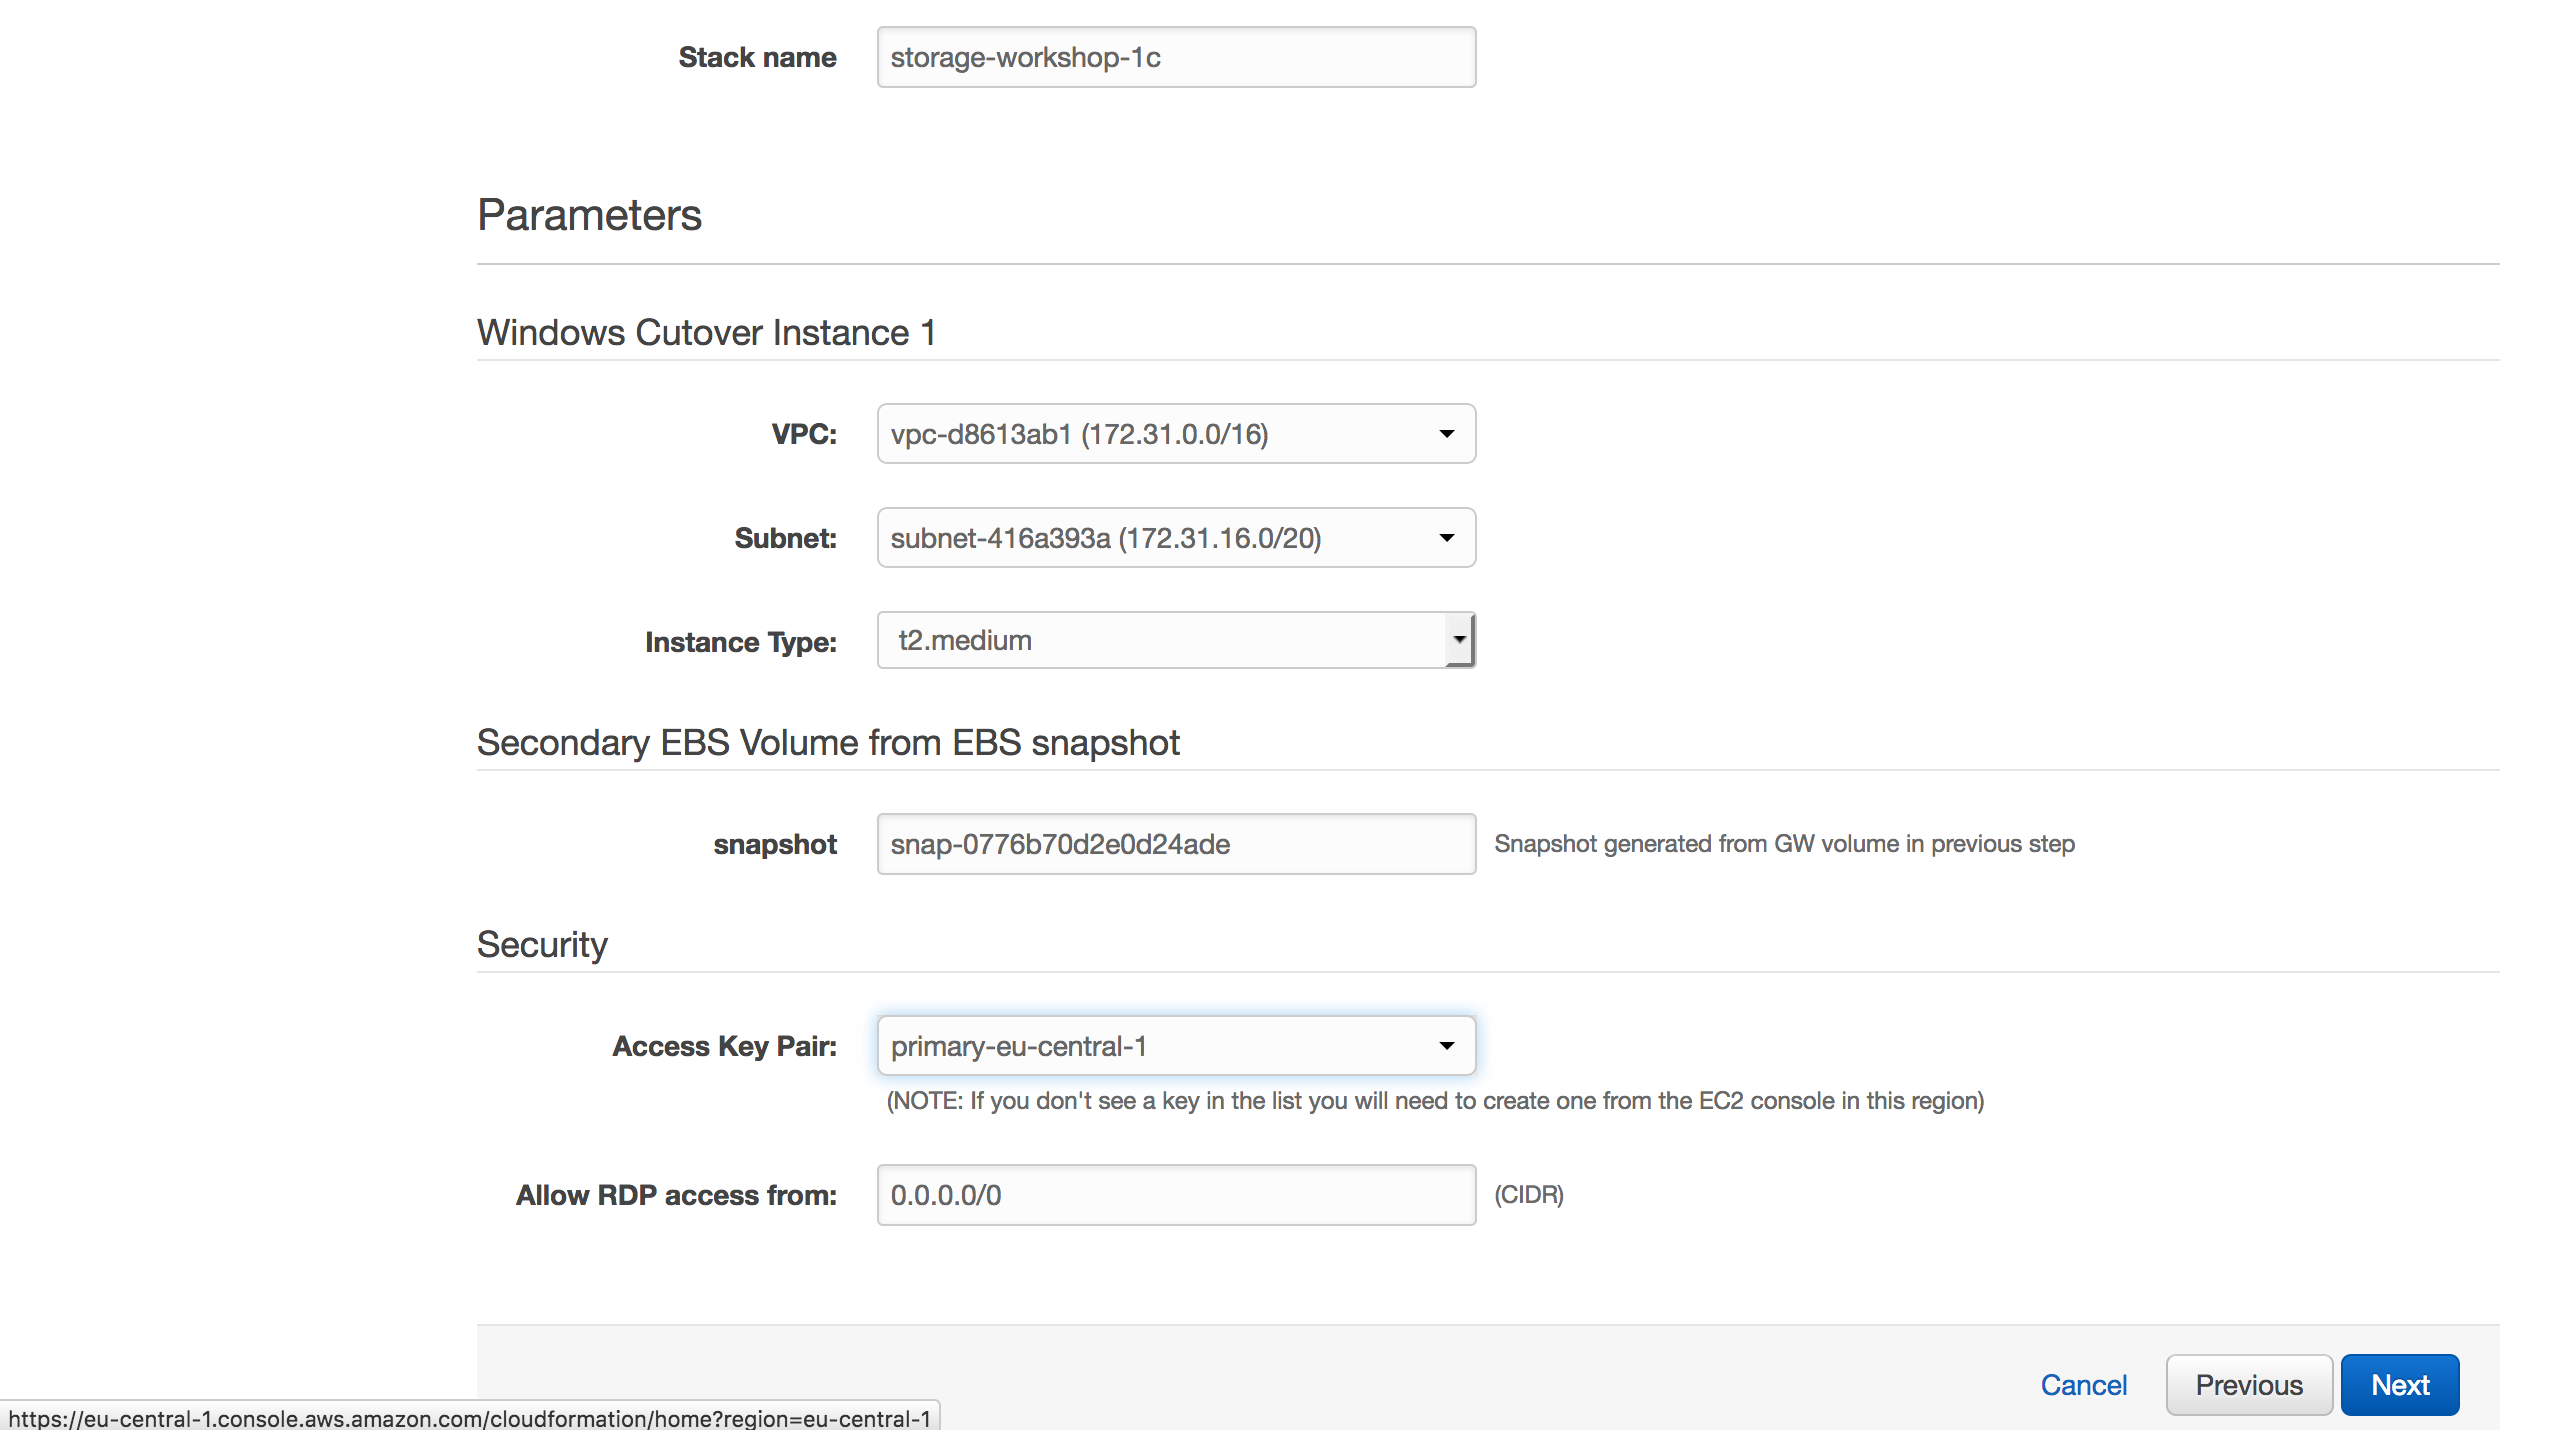 Stack name storage-workshop-1c
Parameters
Windows Cutover Instance 1
VPC: vpc-d8613ab1 (172.31.0.0/16)
Subnet: subnet-416a393a (172.31.16.0/20)
Instance Type: t2.medium
Secondary EBS Volume from EBS snapshot
snapshot snap-0776b70d2e0d24ade Snapshot generated from GW volume in previous step
Security
Access Key Pair: primary-eu-central-1
(NOTE: If you don't see a key in the list you will need to create one from the EC2 console in this region)
Allow RDP access from: 0.0.0.0/0 (CIDR)
Cancel Previous Next
https://eu-central-1.console.aws.amazon.com/cloudformation/home?region=eu-central-1